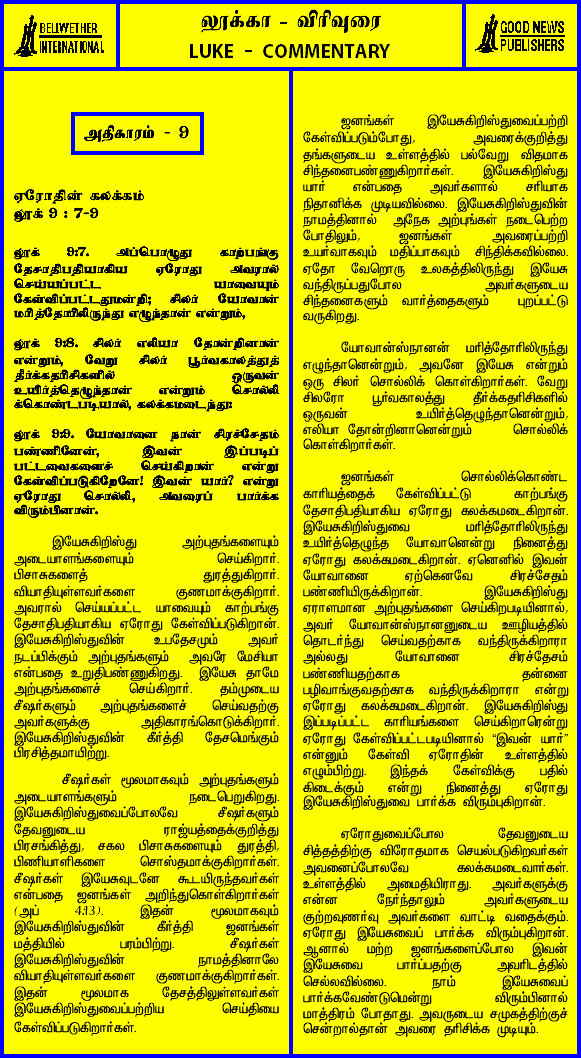 BELWETHER
INTERNATIONAL
லூக்கா - விரிவுரை
LUKE - COMMENTARY
GOOD NEWS
PUBLISHERS
அதிகாரம் - 9
ஏரோதின் கலக்கம்
லூக் 9 : 7-9
லூக் 9:7. அப்பொழுது காற்பங்கு
தேசாதிபதியாகிய ஏரோது அவரால்
செய்யப்பட்ட யாவையும்
கேள்விப்பட்டதுமன்றி; சிலர் யோவான்
மரித்தோரிலிருந்து எழுந்தான் என்றும்,
லூக் 9:8. சிலர் எலியா தோன்றினான்
என்றும், வேறு சிலர் பூர்வகாலத்துத்
தீர்க்கதரிசிகளில் ஒருவன்
உயிர்த்தெழுந்தான் என்றும் சொல்லி
க்கொண்டபடியால், கலக்கமடைந்து:
லூக் 9:9. யோவானை நான் சிரச்சேதம்
பண்ணினேன், இவன் இப்படிப்
பட்டவைகளைச் செய்கிறான் என்று
கேள்விப்படுகிறேனே! இவன் யார்? என்று
ஏரோது சொல்லி, அவரைப் பார்க்க
விரும்பினான்.
இயேசுகிறிஸ்து அற்புதங்களையும்
அடையாளங்களையும் செய்கிறார்.
பிசாசுகளைத் துரத்துகிறார்.
வியாதியுள்ளவர்களை குணமாக்குகிறார்.
அவரால் செய்யப்பட்ட யாவையும் காற்பங்கு
தேசாதிபதியாகிய ஏரோது கேள்விப்படுகிறான்.
இயேசுகிறிஸ்துவின் உபதேசமும் அவர்
நடப்பிக்கும் அற்புதங்களும் அவரே மேசியா
என்பதை உறுதிபண்ணுகிறது. இயேசு தாமே
அற்புதங்களைச் செய்கிறார். தம்முடைய
சீஷர்களும் அற்புதங்களைச் செய்வதற்கு
அவர்களுக்கு அதிகாரங்கொடுக்கிறார்.
இயேசுகிறிஸ்துவின் கீர்த்தி தேசமெங்கும்
பிரசித்தமாயிற்று.
சீஷர்கள் மூலமாகவும் அற்புதங்களும்
அடையாளங்களும் நடைபெறுகிறது.
இயேசுகிறிஸ்துவைப்போலவே சீஷர்களும்
தேவனுடைய ராஜ்யத்தைக்குறித்து
பிரசங்கித்து, சகல பிசாசுகளையும் துரத்தி,
பிணியாளிகளை சொஸ்தமாக்குகிறார்கள்.
சீஷர்கள் இயேசுவுடனே கூடயிருந்தவர்கள்
என்பதை ஜனங்கள் அறிந்துகொள்கிறார்கள்
(அப் 4:13). இதன் மூலமாகவும்
இயேசுகிறிஸ்துவின் கீர்த்தி ஜனங்கள்
மத்தியில் பரம்பிற்று. சீஷர்கள்
இயேசுகிறிஸ்துவின் நாமத்தினாலே
வியாதியுள்ளவர்களை குணமாக்குகிறார்கள்.
இதன் மூலமாக தேசத்திலுள்ளவர்கள்
இயேசுகிறிஸ்துவைப்பற்றிய செய்தியை
கேள்விப்படுகிறார்கள்.
ஜனங்கள் இயேசுகிறிஸ்துவைப்பற்றி
கேள்விப்படும்போது, அவரைக்குறித்து
தங்களுடைய உள்ளத்தில் பல்வேறு விதமாக
சிந்தனைபண்ணுகிறார்கள். இயேசுகிறிஸ்து
யார் என்பதை அவர்களால் சரியாக
நிதானிக்க முடியவில்லை. இயேசுகிறிஸ்துவின்
நாமத்தினால் அநேக அற்புங்கள் நடைபெற்ற
போதிலும், ஜனங்கள் அவரைப்பற்றி
உயர்வாகவும் மதிப்பாகவும் சிந்திக்கவில்லை.
ஏதோ வேறொரு உலகத்திலிருந்து இயேசு
வந்திருப்பதுபோல அவர்களுடைய
சிந்தனைகளும் வார்த்தைகளும் புறப்பட்டு
வருகிறது.
யோவான்ஸ்நானன் மரித்தோரிலிருந்து
எழுந்தானென்றும், அவனே இயேசு என்றும்
ஒரு சிலர் சொல்லிக் கொள்கிறார்கள். வேறு
சிலரோ பூர்வகாலத்து தீர்க்கதரிசிகளில்
ஒருவன் உயிர்த்தெழுந்தானென்றும்,
எலியா தோன்றினானென்றும் சொல்லிக்
கொள்கிறார்கள்.
ஜனங்கள் சொல்லிக்கொண்ட
காரியத்தைக் கேள்விப்பட்டு காற்பங்கு
தேசாதிபதியாகிய ஏரோது கலக்கமடைகிறான்.
இயேசுகிறிஸ்துவை மரித்தோரிலிருந்து
உயிர்த்தெழுந்த யோவானென்று நினைத்து
ஏரோது கலக்கமடைகிறான். ஏனெனில் இவன்
யோவானை ஏற்கெனவே சிரச்சேதம்
பண்ணியிருக்கிறான். இயேசுகிறிஸ்து
ஏராளமான அற்புதங்களை செய்கிறபடியினால்,
அவர் யோவான்ஸ்நானனுடைய ஊழியத்தில்
தொடர்ந்து செய்வதற்காக வந்திருக்கிறாரா
அல்லது யோவானை சிரச்தேசம்
பண்ணியதற்காக தன்னை
பழிவாங்குவதற்காக வந்திருக்கிறாரா என்று
ஏரோது கலக்கமடைகிறான். இயேசுகிறிஸ்து
இப்படிப்பட்ட காரியங்களை செய்கிறாரென்று
ஏரோது கேள்விப்பட்டபடியினால் “இவன் யார்”
என்னும் கேள்வி ஏரோதின் உள்ளத்தில்
எழும்பிற்று. இந்தக் கேள்விக்கு பதில்
கிடைக்கும் என்று நினைத்து ஏரோது
இயேசுகிறிஸ்துவை பார்க்க விரும்புகிறான்.
ஏரோதுவைப்போல தேவனுடைய
சித்தத்திற்கு விரோதமாக செயல்படுகிறவர்கள்
அவனைப்போலவே கலக்கமடைவார்கள்.
உள்ளத்தில் அமைதியிராது. அவர்களுக்கு
என்ன நேர்ந்தாலும் அவர்களுடைய
குற்றவுணர்வு அவர்களை வாட்டி வதைக்கும்.
ஏரோது இயேசுவைப் பார்க்க விரும்புகிறான்.
ஆனால் மற்ற ஜனங்களைப்போல இவன்
இயேசுவை பார்ப்பதற்கு அவரிடத்தில்
செல்லவில்லை. நாம் இயேசுவைப்
பார்க்கவேண்டுமென்று விரும்பினால்
மாத்திரம் போதாது. அவருடைய சமுகத்திற்குச்
சென்றால்தான் அவரை தரிசிக்க முடியும்.